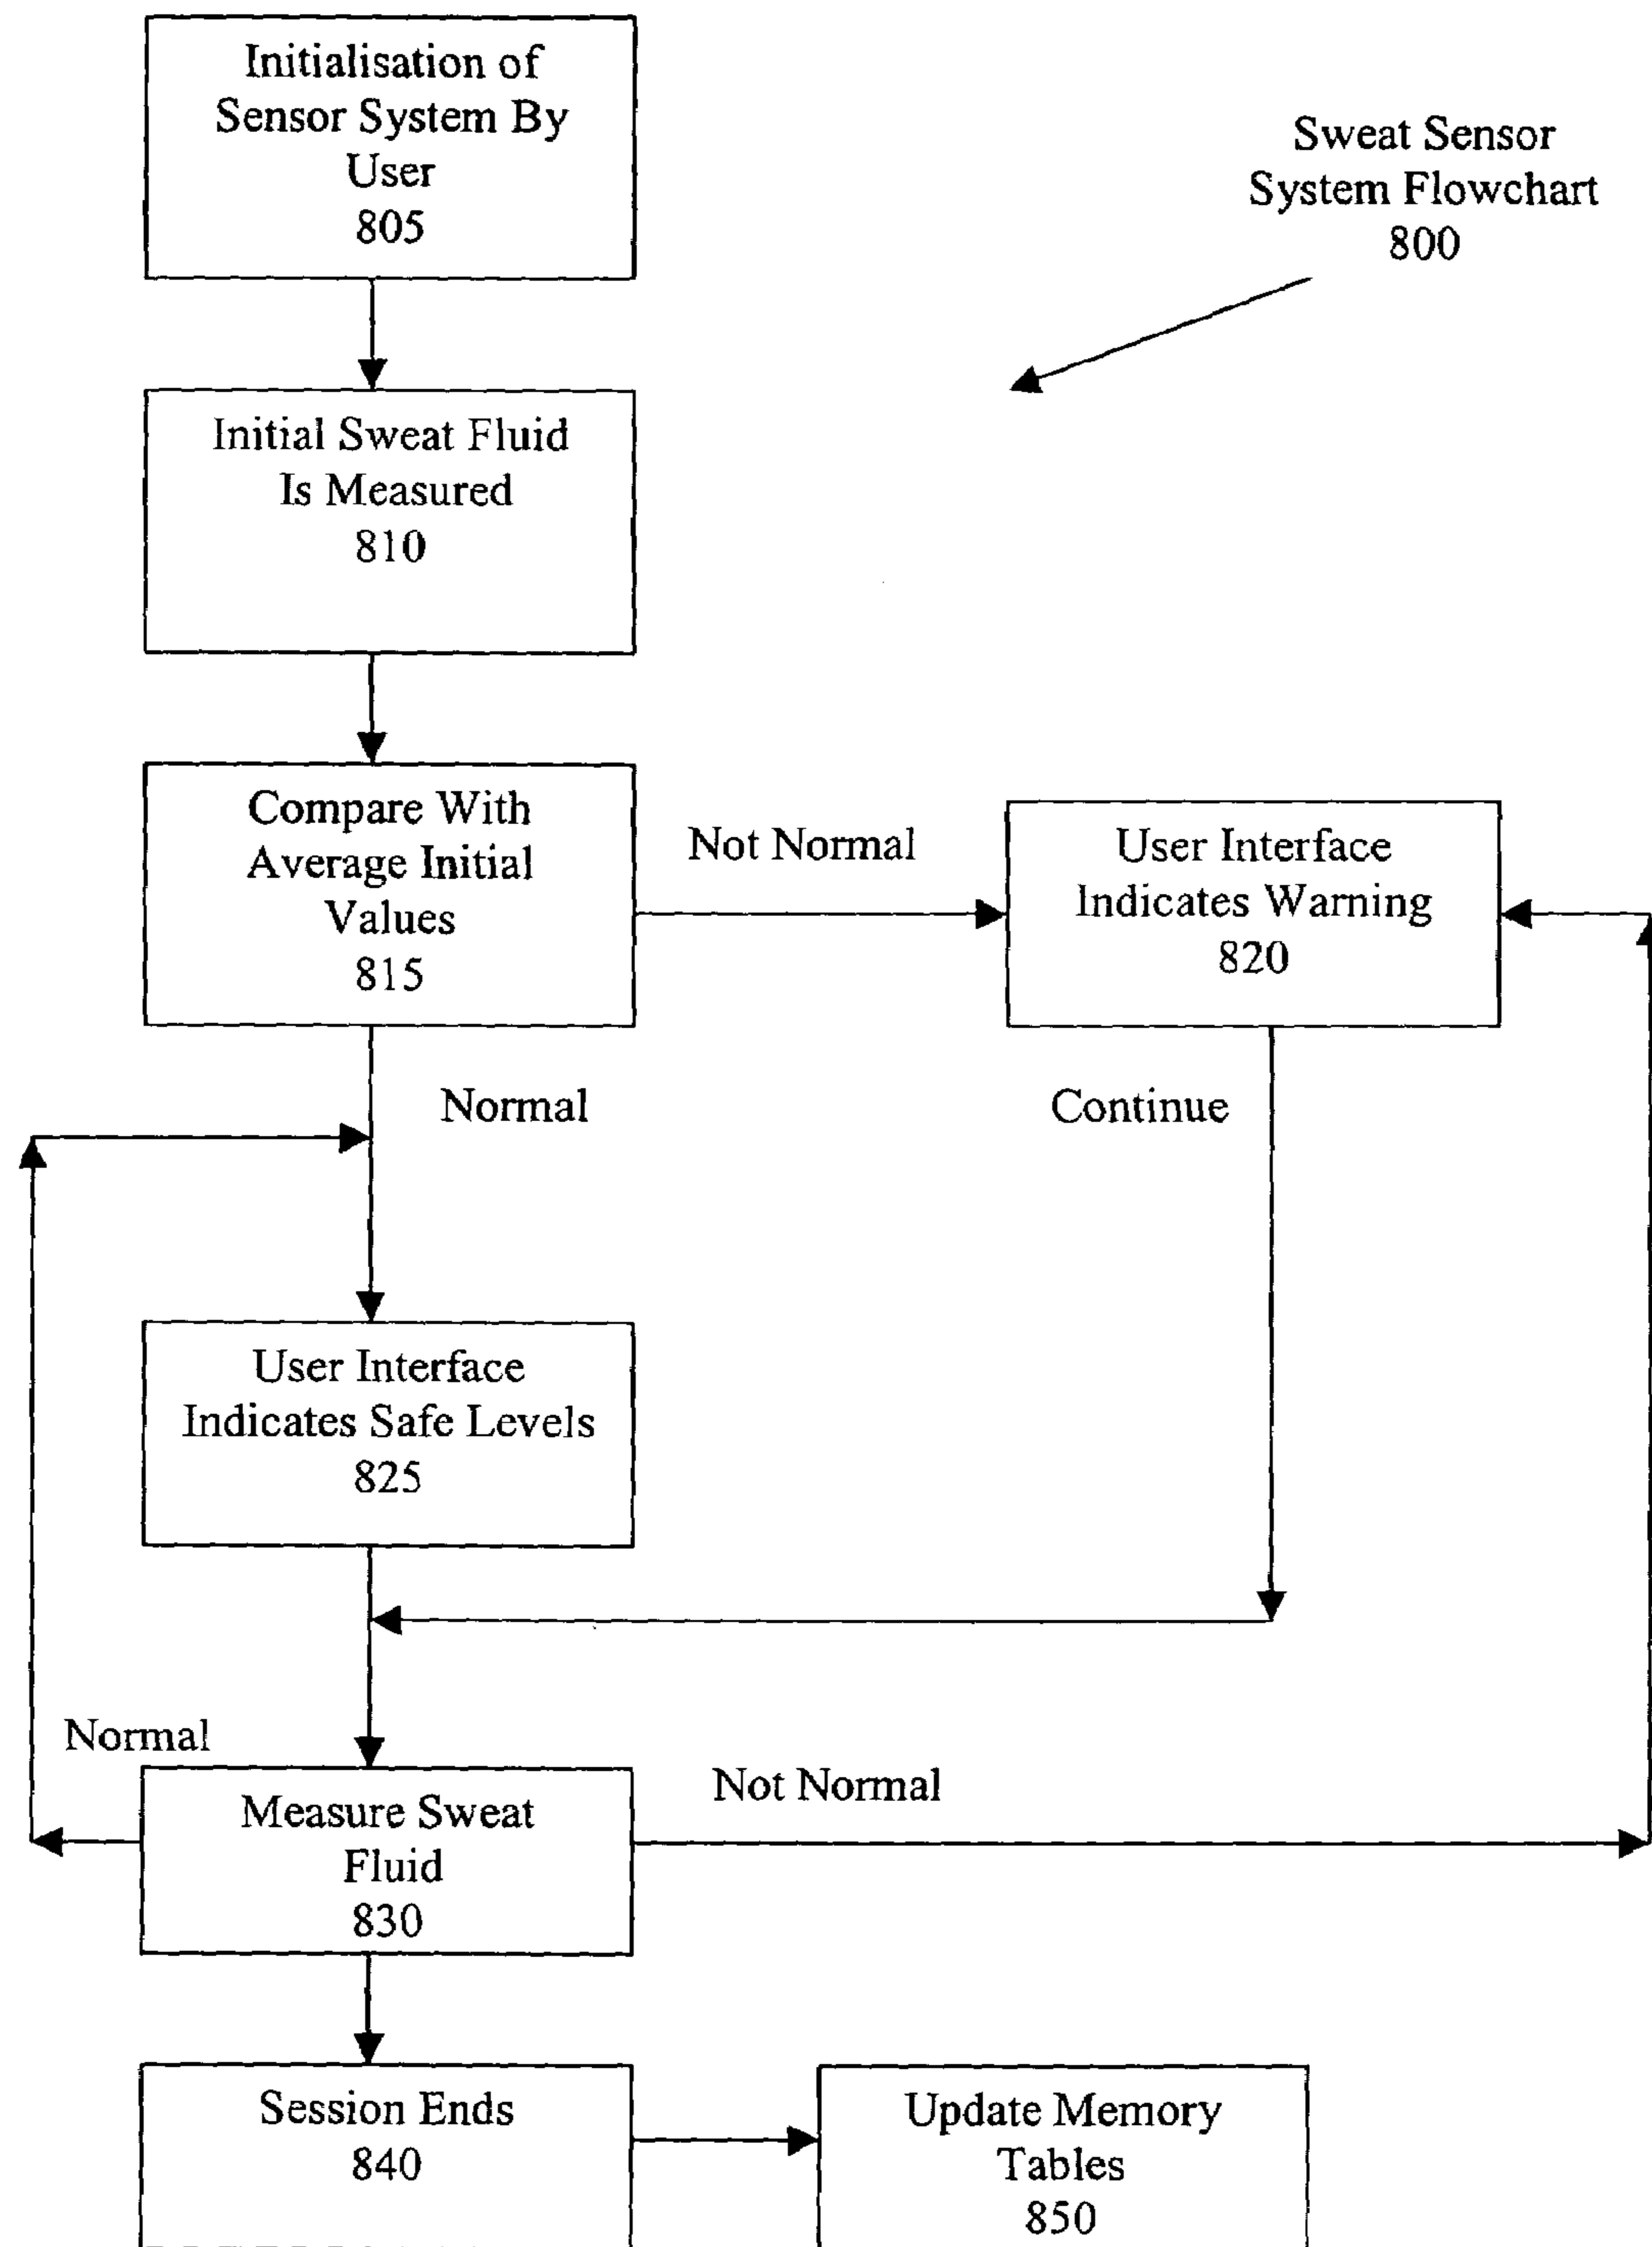 Initialisation of
Sensor System By
User
805
Sweat Sensor
System Flowchart
800
Initial Sweat Fluid
Is Measured
810
Compare With
Average Initial
Values
815
Not Normal
User Interface
Indicates Warning
820
Normal
Continue
User Interface
Indicates Safe Levels
825
Normal
Measure Sweat
Fluid
830
Not Normal
Session Ends
840
Update Memory
Tables
850